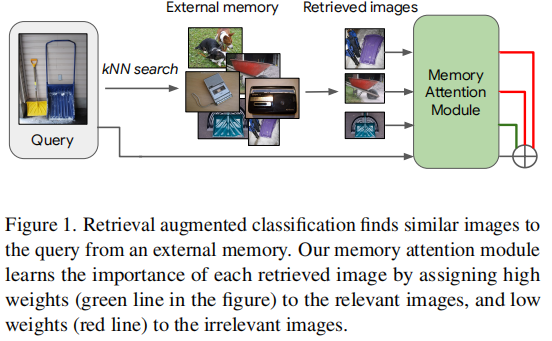 External memory
Retrieved images
kNN search
Query
Memory
Attention
Module
Figure 1. Retrieval augmented classification finds similar images to
the query from an external memory. Our memory attention module
learns the importance of each retrieved image by assigning high
weights (green line in the figure) to the relevant images, and low
weights (red line) to the irrelevant images.